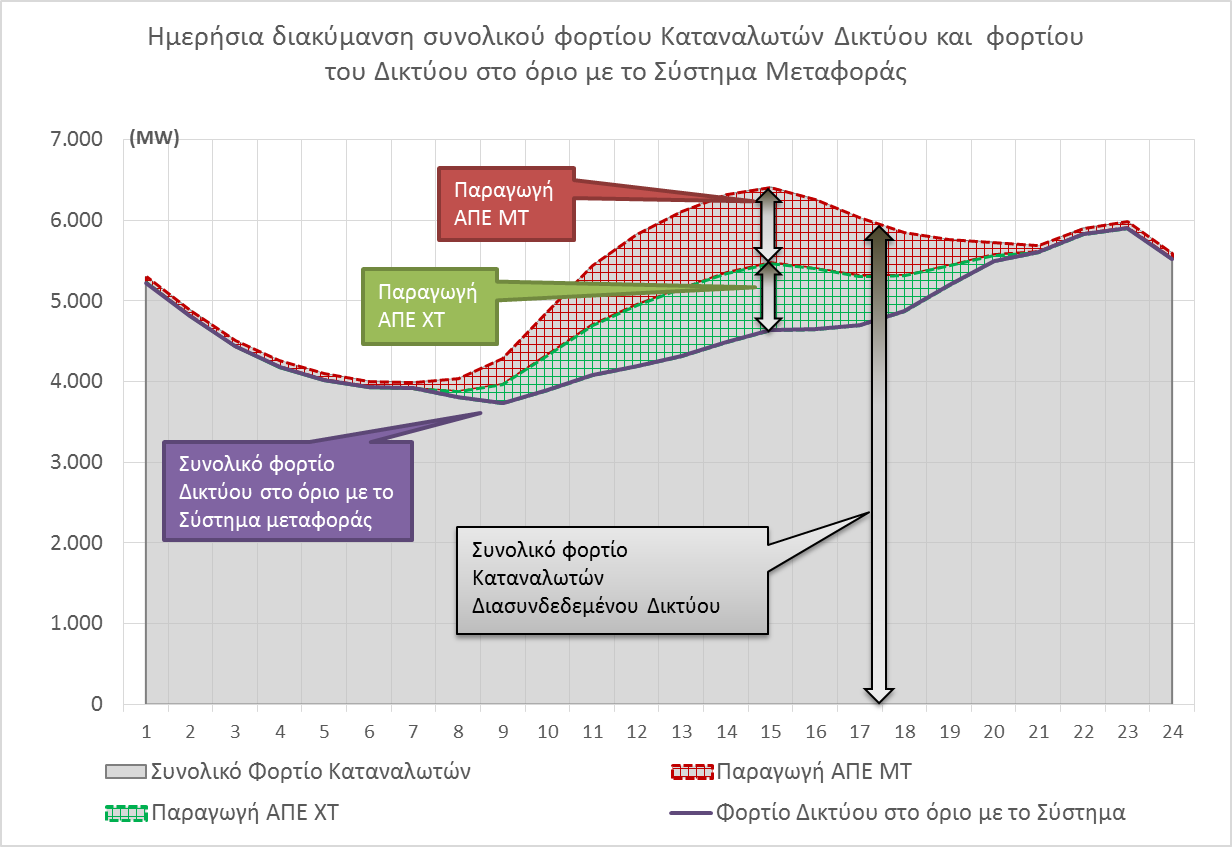 Ημερήσια διακύμανση συνολικού φορτίου Καταναλωτών Δικτύου και φορτίου
του Δικτύου στο όριο με το Σύστημα Μεταφοράς
7.000
(MW)
6.000
5.000
4.000
3.000
2.000
1.000
0
Παραγωγή
ΑΠΕ ΜΤ
Παραγωγή
ΑΠΕ ΧΤ
Συνολικό φορτίο
Δικτύου στο όριο με το
Σύστημα μεταφοράς
Συνολικό φορτίο
Καταναλωτών
Διασυνδεδεμένου Δικτύου
1 2 3 4 5 6 7 8 9 10 11 12 13 14 15 16 17 18 19 20 21 22 23 24
Συνολικό Φορτίο Καταναλωτών
Παραγωγή ΑΠΕ ΜΤ
Παραγωγή ΑΠΕ ΧΤ
Φορτίο Δικτύου στο όριο με το Σύστημα